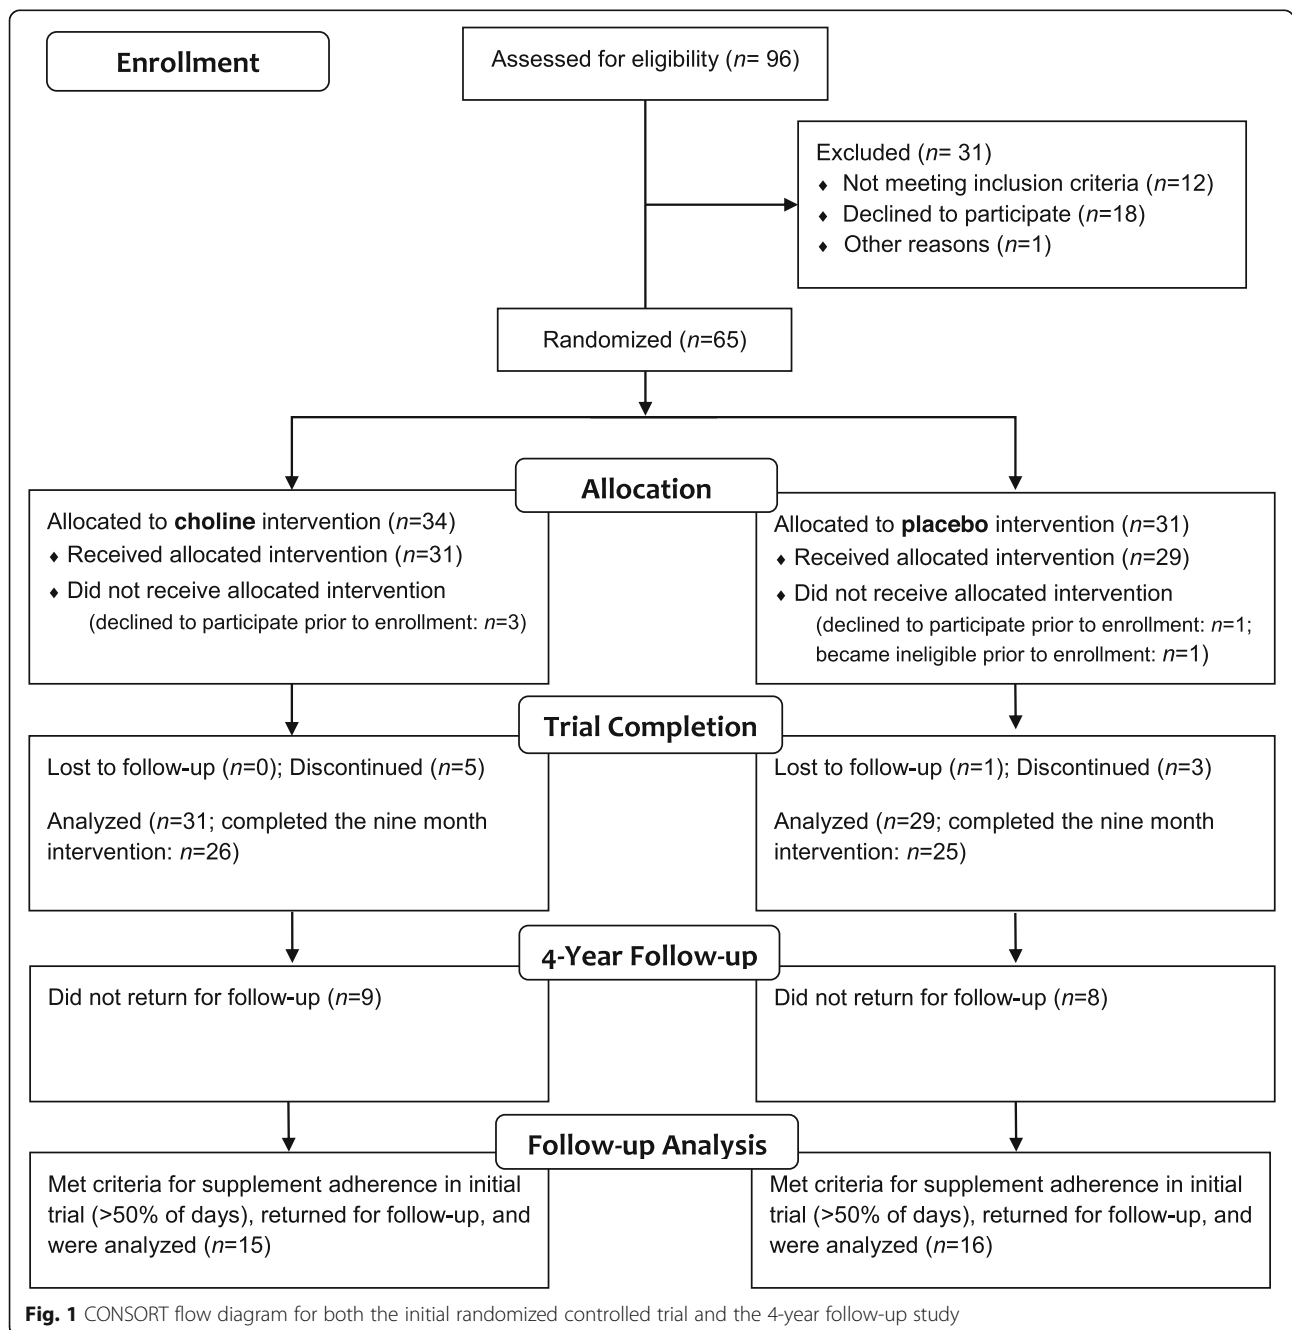 Enrollment
Assessed for eligibility (n= 96)
Excluded (n= 31)
♦ Not meeting inclusion criteria (n=12)
♦ Declined to participate (n=18)
♦ Other reasons (n=1)
Randomized (n=65)
Allocation
Allocated to choline intervention (n=34)
♦ Received allocated intervention (n=31)
♦ Did not receive allocated intervention
(declined to participate prior to enrollment: n=3)
Allocated to placebo intervention (n=31)
♦ Received allocated intervention (n=29)
♦ Did not receive allocated intervention
(declined to participate prior to enrollment: n=1;
became ineligible prior to enrollment: n=1)
Trial Completion
Lost to follow-up (n=0); Discontinued (n=5)
Analyzed (n=31; completed the nine month
intervention: n=26)
Lost to follow-up (n=1); Discontinued (n=3)
Analyzed (n=29; completed the nine month
intervention: n=25)
4-Year Follow-up
Did not return for follow-up (n=9)
Did not return for follow-up (n=8)
Follow-up Analysis
Met criteria for supplement adherence in initial
trial (>50% of days), returned for follow-up, and
were analyzed (n=15)
Met criteria for supplement adherence in initial
trial (>50% of days), returned for follow-up, and
were analyzed (n=16)
Fig. 1 CONSORT flow diagram for both the initial randomized controlled trial and the 4-year follow-up study